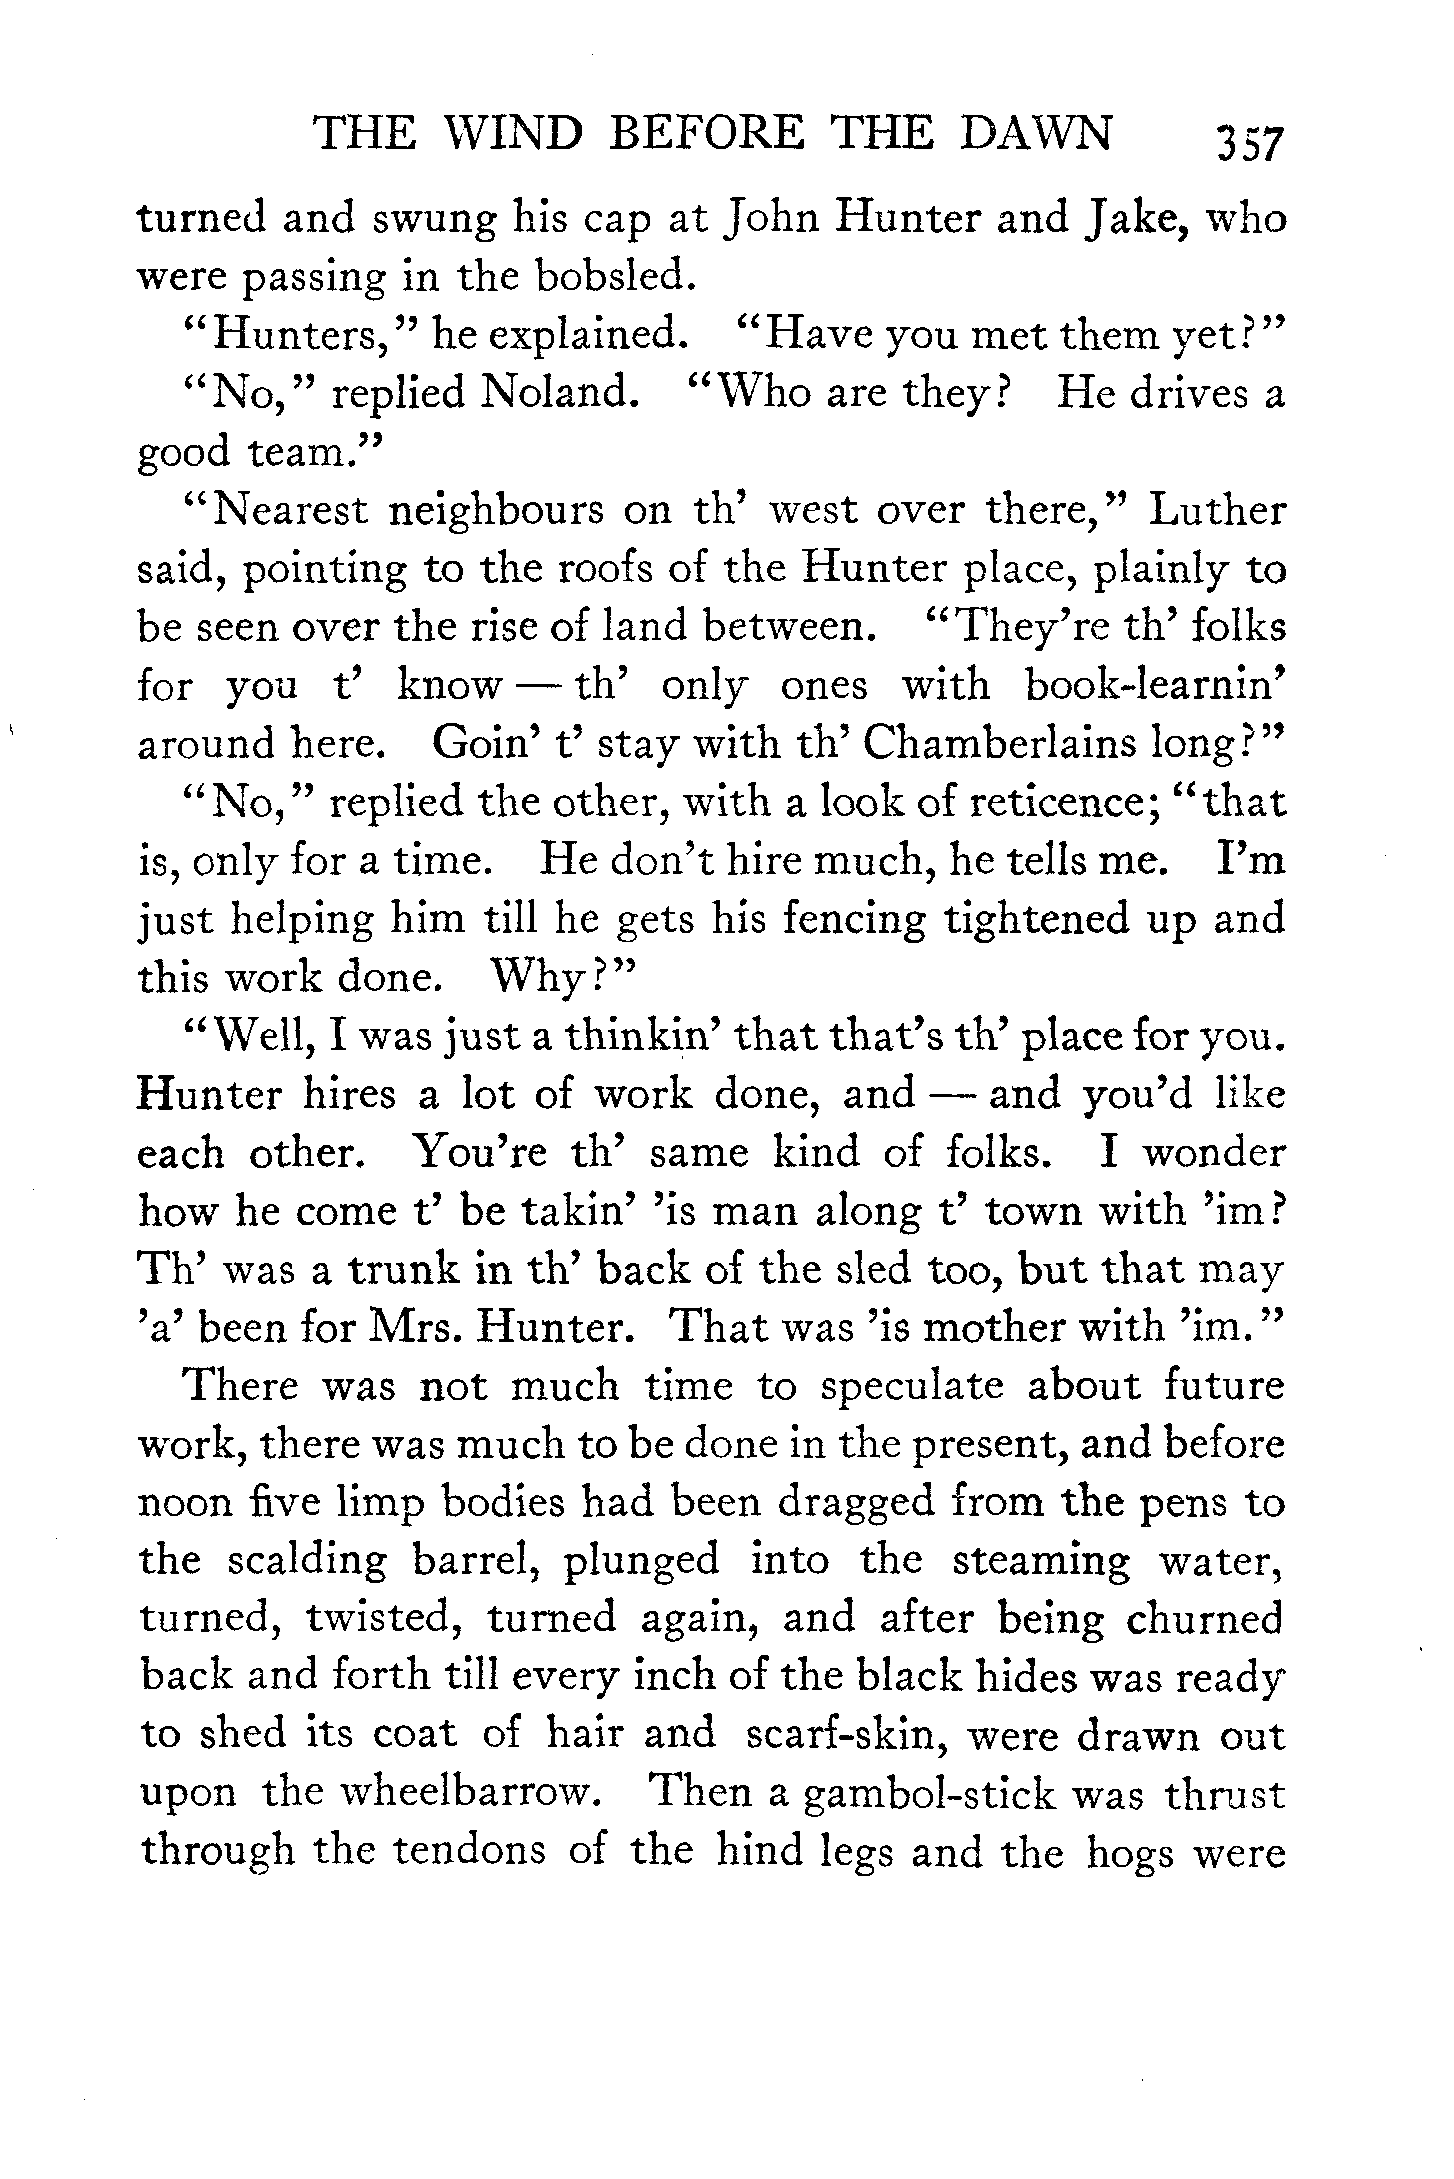 THE WIND BEFORE THE DAWN 357
turned and swung his cap at John Hunter and Jake, who
were passing in the bobsled.
“Hunters,” he explained. “Have you met them yet?”
“No,” replied Noland. “Who are they? He drives a
good team.”
“Nearest neighbours on th’ west over there,” Luther
said, pointing to the roofs of the Hunter place, plainly to
be seen over the rise of land between. “They’re th’ folks
for you t’ know — th’ only ones with book-learnin’
around here. Goin’ t’ stay with th’ Chamberlains long?”
“No,” replied the other, with a look of reticence; “that
is, only for a time. He don’t hire much, he tells me. I’m
just helping him till he gets his fencing tightened up and
this work done. Why?”
“Well, I was just a thinkin’ that that’s th’ place for you.
Hunter hires a lot of work done, and — and you’d like
each other. You’re th’ same kind of folks. I wonder
how he come t’ be takin’ ’is man along t’ town with ’im?
Th’ was a trunk in th’ back of the sled too, but that may
’a’ been for Mrs. Hunter. That was ’is mother with ’im.”
There was not much time to speculate about future
work, there was much to be done in the present, and before
noon five limp bodies had been dragged from the pens to
the scalding barrel, plunged into the steaming water,
turned, twisted, turned again, and after being churned
back and forth till every inch of the black hides was ready
to shed its coat of hair and scarf-skin, were drawn out
upon the wheelbarrow. Then a gambol-stick was thrust
through the tendons of the hind legs and the hogs were